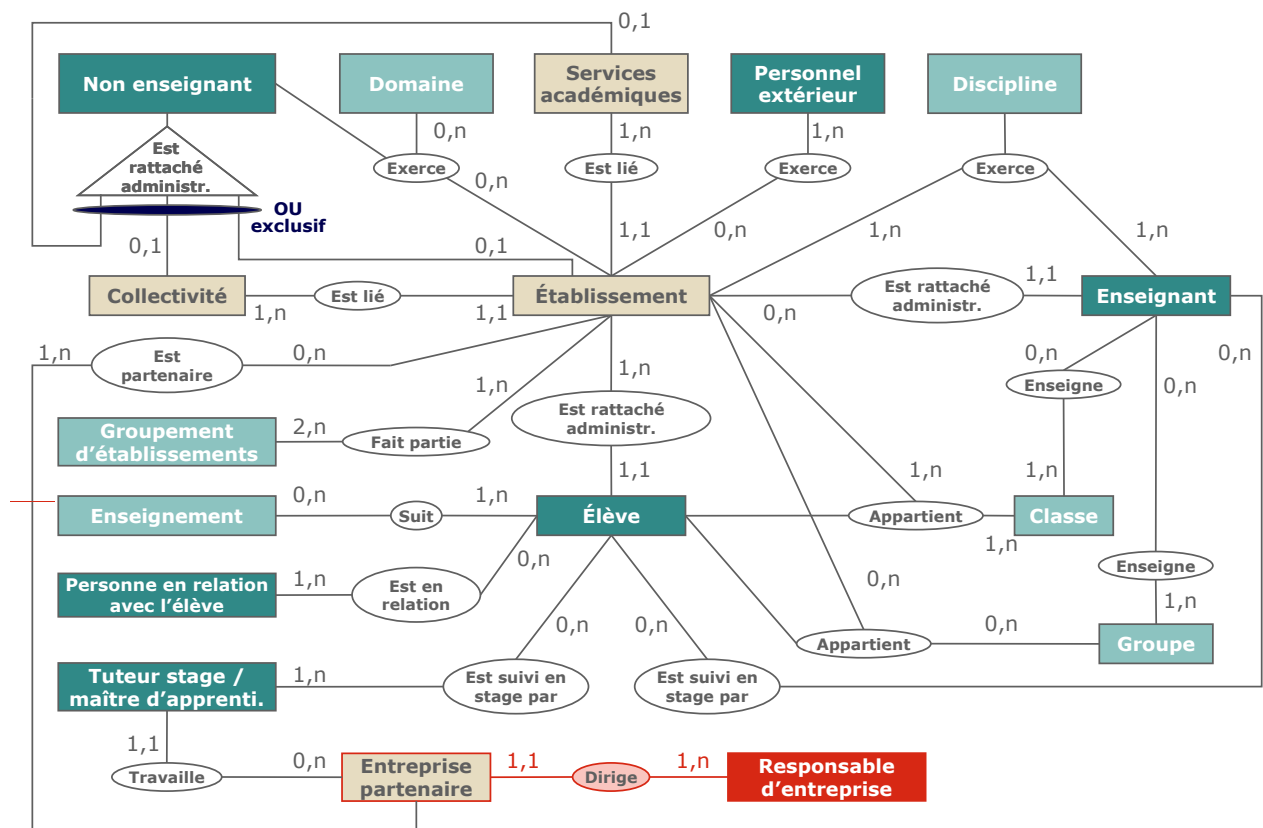 0,1
Non enseignant
Domaine
Services
académiques
Personnel
extérieur
Discipline
0,n
1,n
1,n
Est
rattaché
administr.
Exerce
Est lié
Exerce
Exerce
0,n
OU
exclusif
0,1
0,1
1,1
0,n
1,n
1,n
Collectivité
Est lié
Établissement
Est rattaché
administr.
1,1
Enseignant
1,n
1,1
0,n
1,n
Est
partenaire
0,n
1,n
1,n
0,n
Enseigne
0,n
0,n
Groupement
d'établissements
2,n
Fait partie
Est rattaché
administr.
1,1
1,n
1,n
Enseignement
0,n
Suit
1,n
Élève
Appartient
Classe
1,n
0,n
Personne en relation
avec l'élève
1,n
Est en
relation
0,n
Enseigne
1,n
0,n
0,n
Appartient
0,n
Groupe
Tuteur stage /
maître d'apprenti.
1,n
Est suivi en
stage par
Est suivi en
stage par
1,1
Travaille
0,n
Entreprise
partenaire
1,1
Dirige
1,n
Responsable
d'entreprise